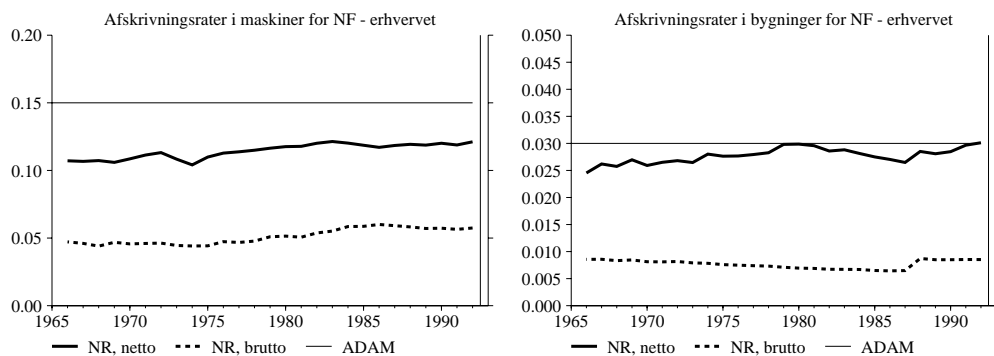 Afskrivningsrater i maskiner for NF - erhvervet
0.20
0.15
0.10
0.05
0.00
1965 1970 1975 1980 1985 1990
NR, netto NR, brutto ADAM
Afskrivningsrater i bygninger for NF - erhvervet
0.050
0.045
0.040
0.035
0.030
0.025
0.020
0.015
0.010
0.005
0.000
1965 1970 1975 1980 1985 1990
NR, netto NR, brutto ADAM